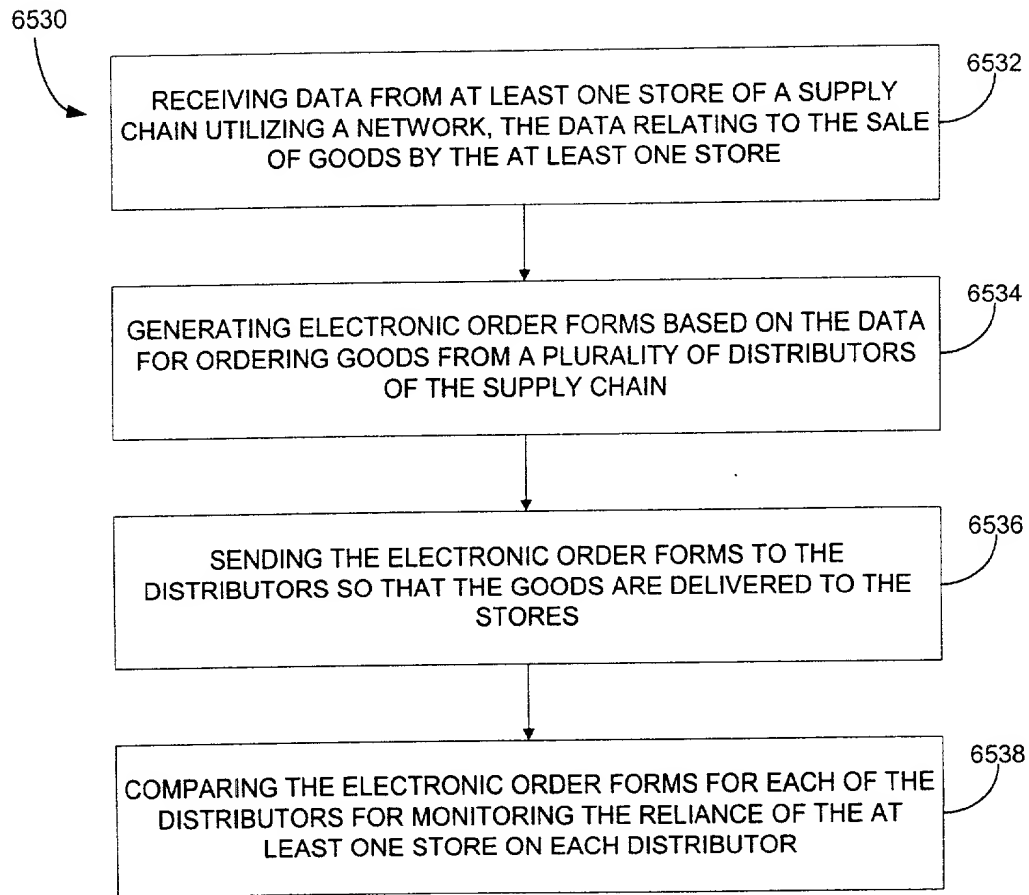 6530
6532
RECEIVING DATA FROM AT LEAST ONE STORE OF A SUPPLY
CHAIN UTILIZING A NETWORK, THE DATA RELATING TO THE SALE
OF GOODS BY THE AT LEAST ONE STORE
6534
GENERATING ELECTRONIC ORDER FORMS BASED ON THE DATA
FOR ORDERING GOODS FROM A PLURALITY OF DISTRIBUTORS
OF THE SUPPLY CHAIN
6536
SENDING THE ELECTRONIC ORDER FORMS TO THE
DISTRIBUTORS SO THAT THE GOODS ARE DELIVERED TO THE
STORES
6538
COMPARING THE ELECTRONIC ORDER FORMS FOR EACH OF THE
DISTRIBUTORS FOR MONITORING THE RELIANCE OF THE AT
LEAST ONE STORE ON EACH DISTRIBUTOR